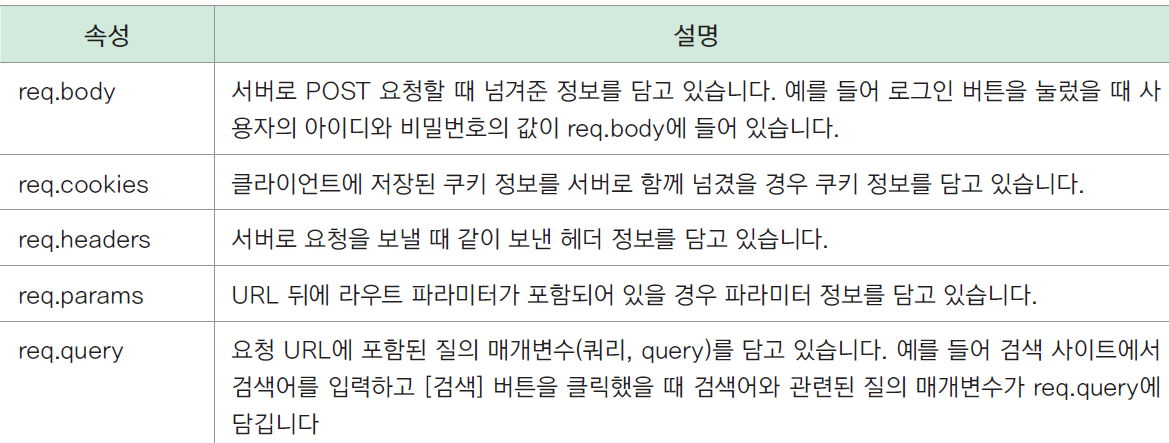 속성
설명
req.body
서버로 POST 요청할 때 넘겨준 정보를 담고 있습니다. 예를 들어 로그인 버튼을 눌렀을 때 사
용자의 아이디와 비밀번호의 값이 req.body에 들어 있습니다.
req.cookies
클라이언트에 저장된 쿠키 정보를 서버로 함께 넘겼을 경우 쿠키 정보를 담고 있습니다.
req.headers
서버로 요청을 보낼 때 같이 보낸 헤더 정보를 담고 있습니다.
req.params
URL 뒤에 라우트 파라미터가 포함되어 있을 경우 파라미터 정보를 담고 있습니다.
req.query
요청 URL에 포함된 질의 매개변수(쿼리, query)를 담고 있습니다. 예를 들어 검색 사이트에서
검색어를 입력하고 [검색] 버튼을 클릭했을 때 검색어와 관련된 질의 매개변수가 req.query에
담깁니다